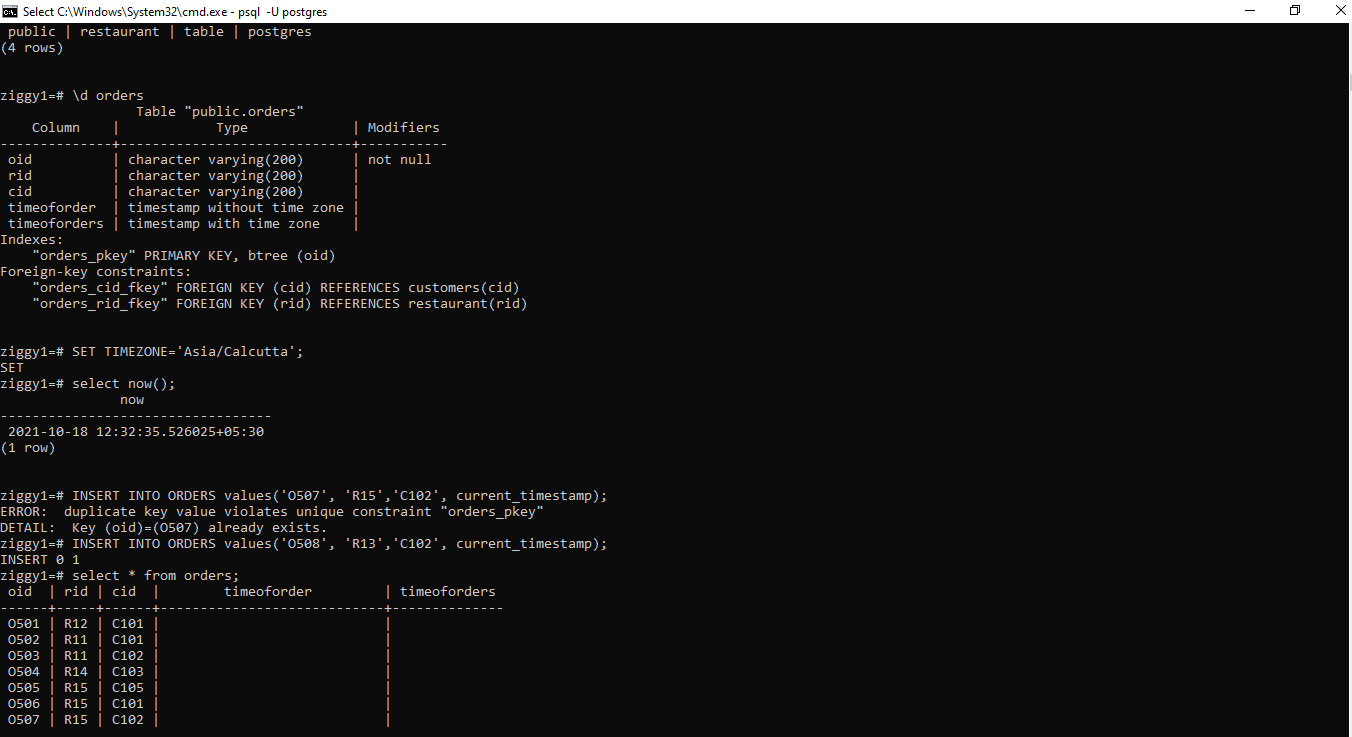 Select C:\Windows\System32\cmd.exe - psql  -U postgres
 public | restaurant | table | postgres
(4 rows)
ziggy1=# \d orders
                 Table "public.orders"
    Column    |            Type             | Modifiers
--------------+-----------------------------+-----------
 oid          | character varying(200)      | not null
 rid          | character varying(200)      |
 cid          | character varying(200)      |
 timeoforder  | timestamp without time zone |
 timeoforders | timestamp with time zone    |
Indexes:
    "orders_pkey" PRIMARY KEY, btree (oid)
Foreign-key constraints:
    "orders_cid_fkey" FOREIGN KEY (cid) REFERENCES customers(cid)
    "orders_rid_fkey" FOREIGN KEY (rid) REFERENCES restaurant(rid)
ziggy1=# SET TIMEZONE='Asia/Calcutta';
SET
ziggy1=# select now();
               now
----------------------------------
 2021-10-18 12:32:35.526025+05:30
(1 row)
ziggy1=# INSERT INTO ORDERS values('O507', 'R15','C102', current_timestamp);
ERROR:  duplicate key value violates unique constraint "orders_pkey"
DETAIL:  Key (oid)=(O507) already exists.
ziggy1=# INSERT INTO ORDERS values('O508', 'R13','C102', current_timestamp);
INSERT 0 1
ziggy1=# select * from orders;
 oid  | rid | cid  |        timeoforder         | timeoforders
------+-----+------+----------------------------+--------------
 O501 | R12 | C101 |                            |
 O502 | R11 | C101 |                            |
 O503 | R11 | C102 |                            |
 O504 | R14 | C103 |                            |
 O505 | R15 | C105 |                            |
 O506 | R15 | C101 |                            |
 O507 | R15 | C102 |                            |